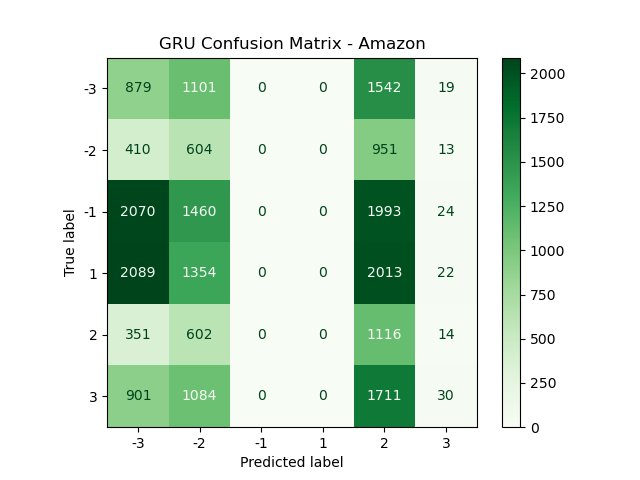 GRU Confusion Matrix - Amazon
-3 879 1101 0 0 1542 19
-2 410 604 0 0 951 13
-1 2070 1460 0 0 1993 24
1 2089 1354 0 0 2013 22
2 351 602 0 0 1116 14
3 901 1084 0 0 1711 30
-3 -2 -1 1 2 3
Predicted label
True label
2000
1750
1500
1250
1000
750
500
250
0